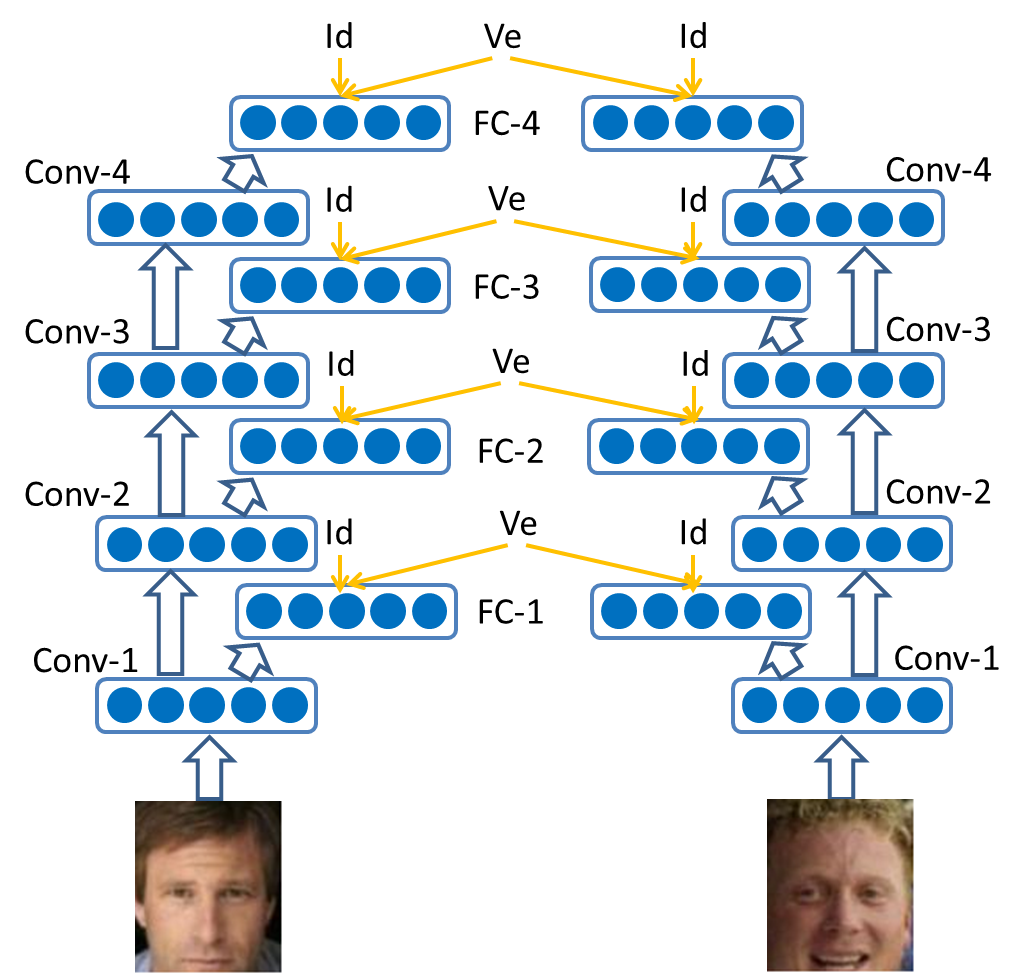 Id Ve Id
FC-4
Conv-4 Conv-4
Id Ve Id
FC-3
Conv-3 Conv-3
Id Ve Id
FC-2
Conv-2 Conv-2
Id Ve Id
FC-1
Conv-1 Conv-1